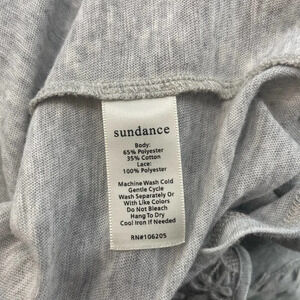 sundance
Body:
65% Polyester
35% Cotton
Lace:
100% Polyester
Machine Wash Cold
Gentle Cycle
Wash Separately Or
With Like Colors
Do Not Bleach
Hang To Dry
Cool Iron If Needed
RN#106205